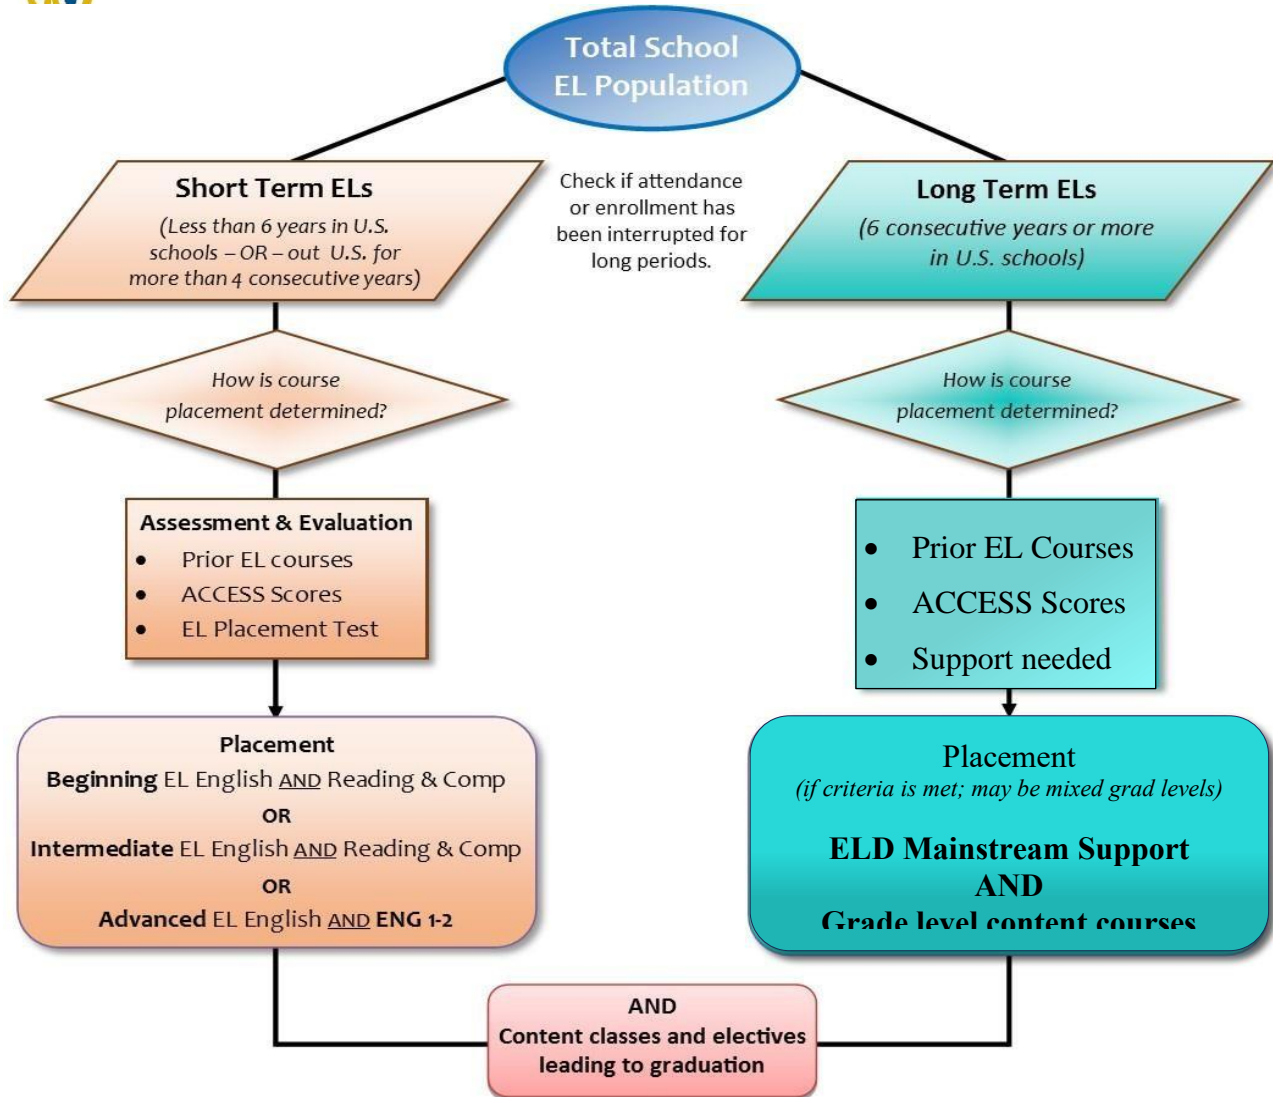 Total School
EL Population
Short Term ELs
(Less than 6 years in U.S.
schools – OR – out U.S. for
more than 4 consecutive years)
Check if attendance
or enrollment has
been interrupted for
long periods.
Long Term ELs
(6 consecutive years or more
in U.S. schools)
How is course
placement determined?
How is course
placement determined?
Assessment & Evaluation
• Prior EL courses
• ACCESS Scores
• EL Placement Test
• Prior EL Courses
• ACCESS Scores
• Support needed
Placement
Beginning EL English AND Reading & Comp
OR
Intermediate EL English AND Reading & Comp
OR
Advanced EL English AND ENG 1-2
Placement
(if criteria is met; may be mixed grad levels)
ELD Mainstream Support
AND
Grade level content courses
AND
Content classes and electives
leading to graduation